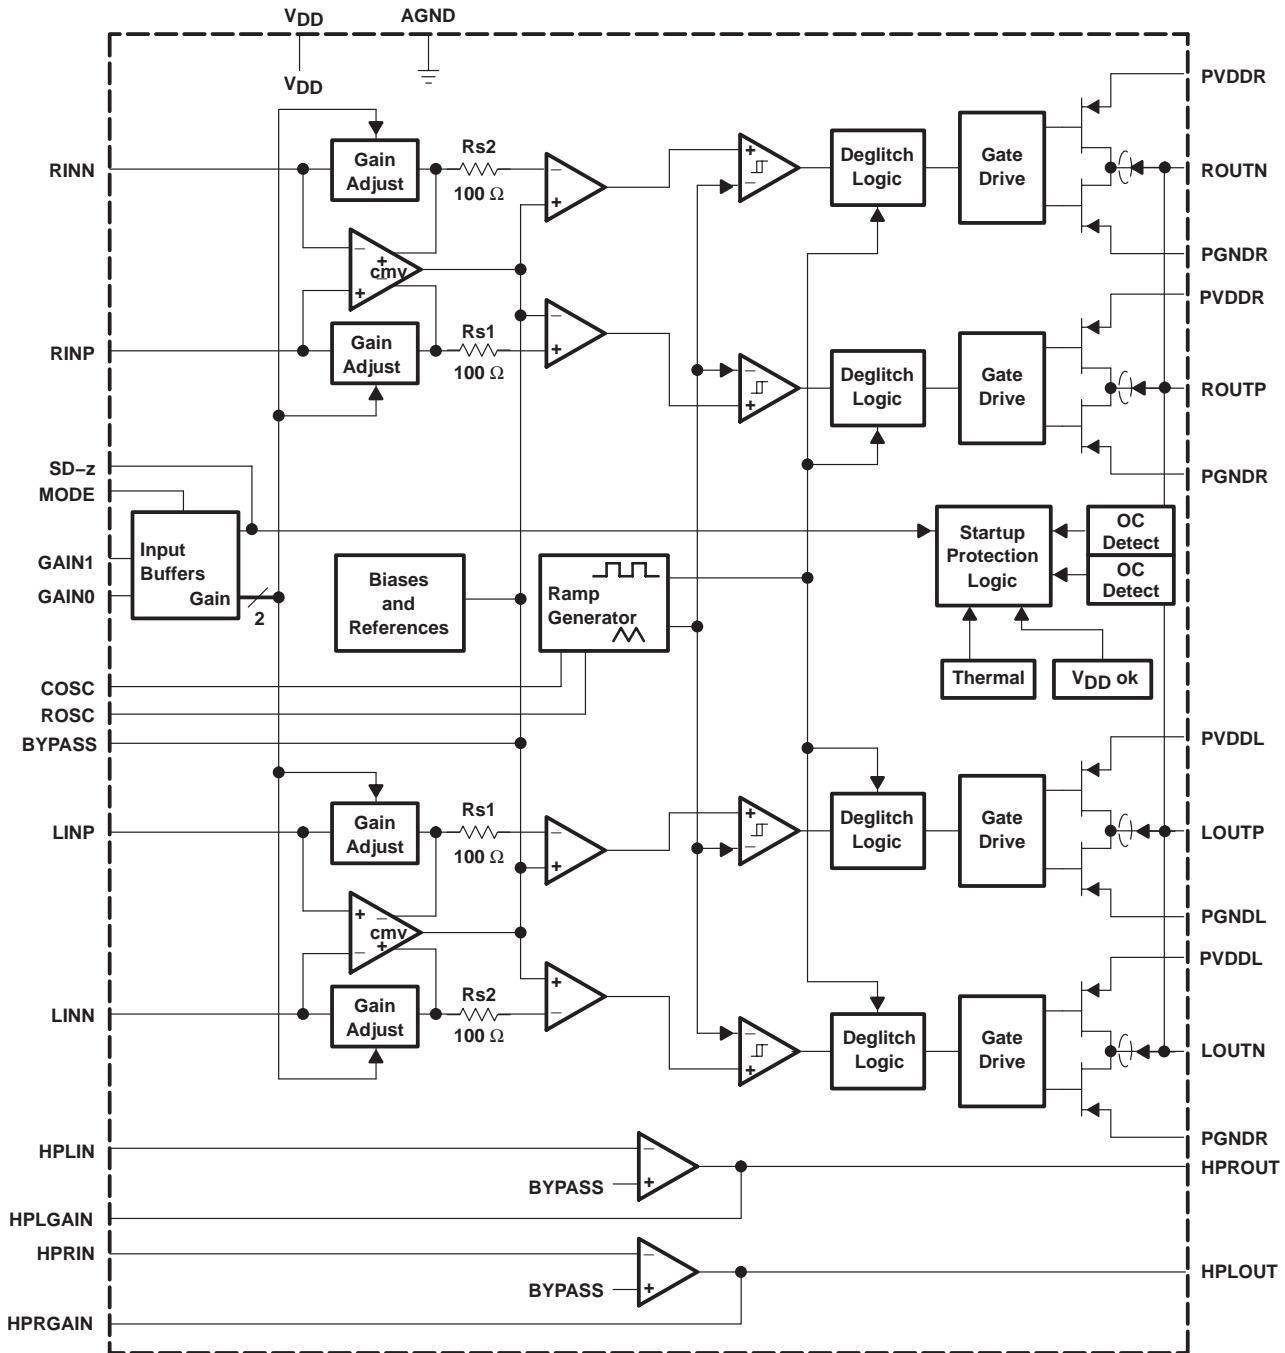 VDD
AGND
VDD
PVDDR
RINN
Gain
Adjust
Rs2
100 Ω
−
+
+
−
Deglitch
Logic
Gate
Drive
ROUTN
−
+
cmv
−
+
PGNDR
PVDDR
RINP
Gain
Adjust
Rs1
100 Ω
−
+
−
+
Deglitch
Logic
Gate
Drive
ROUTP
PGNDR
SD−z
MODE
GAIN1
GAIN0
Input
Buffers
Gain
2
Biases
and
References
Ramp
Generator
Startup
Protection
Logic
OC
Detect
OC
Detect
Thermal
VDD ok
COSC
ROSC
BYPASS
PVDDL
LINP
Gain
Adjust
Rs1
100 Ω
−
+
+
−
Deglitch
Logic
Gate
Drive
LOUTP
+
−
cmv
+
−
PGNDL
PVDDL
LINN
Gain
Adjust
Rs2
100 Ω
+
−
−
+
Deglitch
Logic
Gate
Drive
LOUTN
PGNDR
HPLIN
−
+
BYPASS
HPROUT
HPLGAIN
HPRIN
−
+
BYPASS
HPLOUT
HPRGAIN